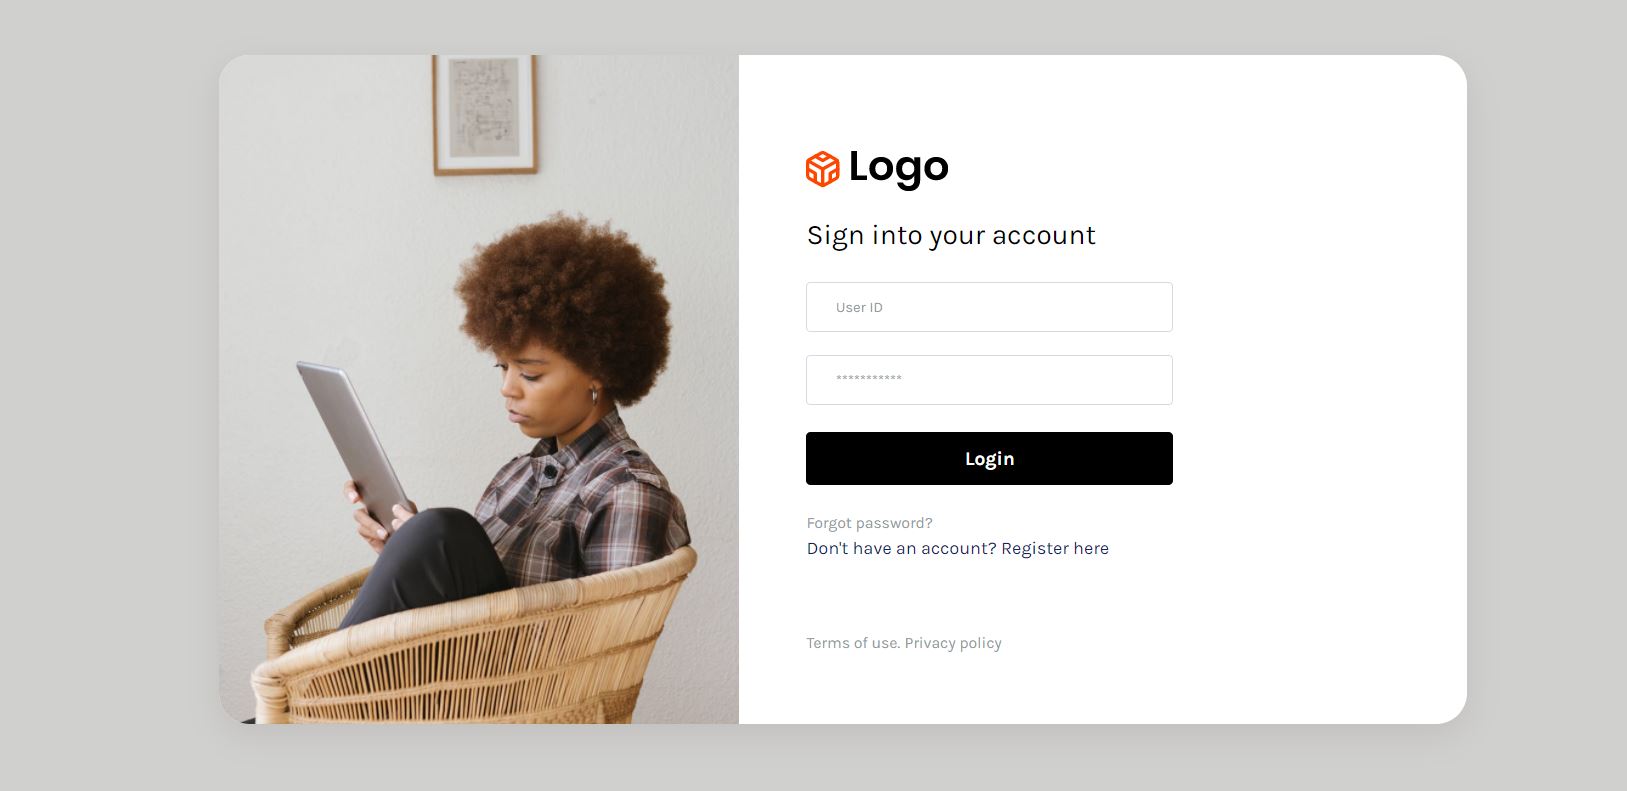 Logo
Sign into your account
User ID
***********
Login
Forgot password?
Don't have an account? Register here
Terms of use. Privacy policy